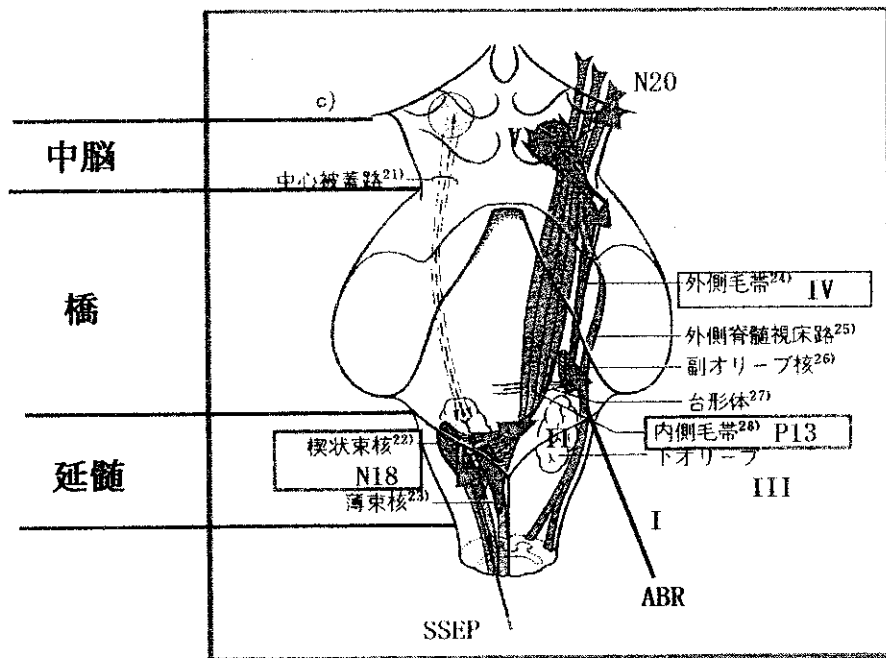 N20
c)
中脳
中心被蓋路21)
橋
外側毛帯24) IV
外側脊髄視床路25)
副オリーブ核26)
台形体27)
内側毛帯28) P13
楔状束核22)
N18
下オリーブ
延髄
薄束核23)
III
I
ABR
SSEP